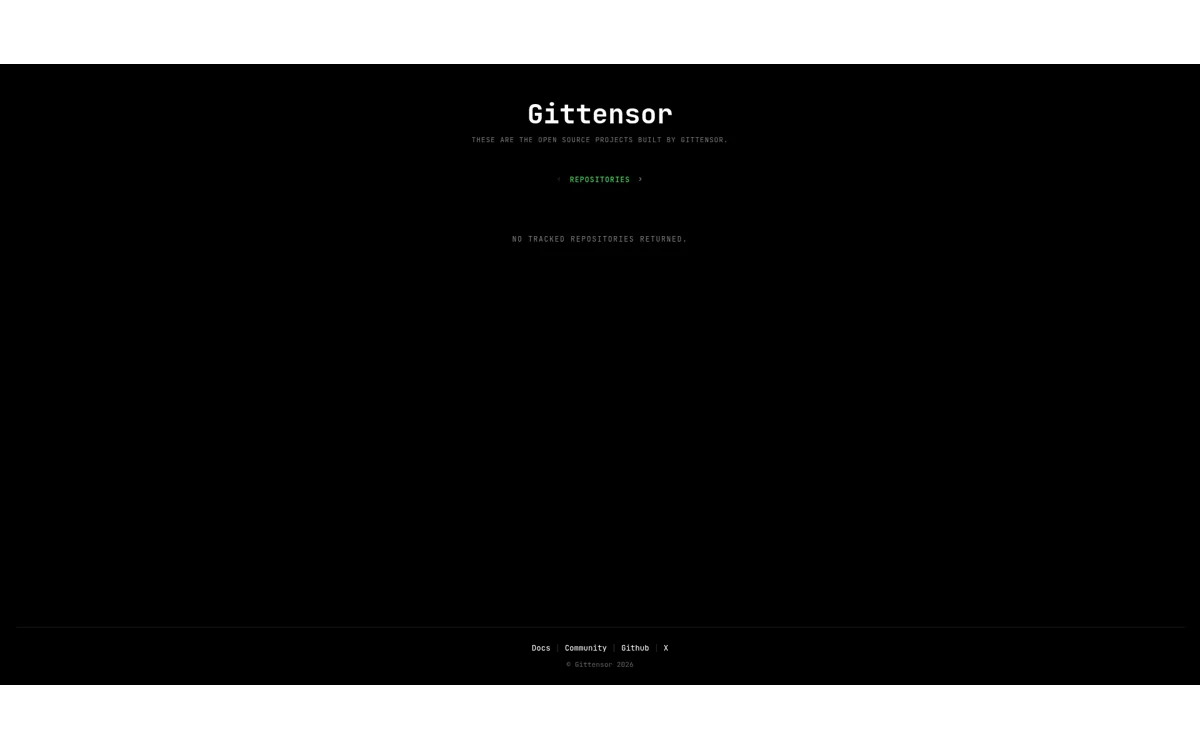 Gittensor
THESE ARE THE OPEN SOURCE PROJECTS BUILT BY GITTENSOR.
‹ REPOSITORIES ›
NO TRACKED REPOSITORIES RETURNED.
Docs | Community | Github | X
© Gittensor 2026